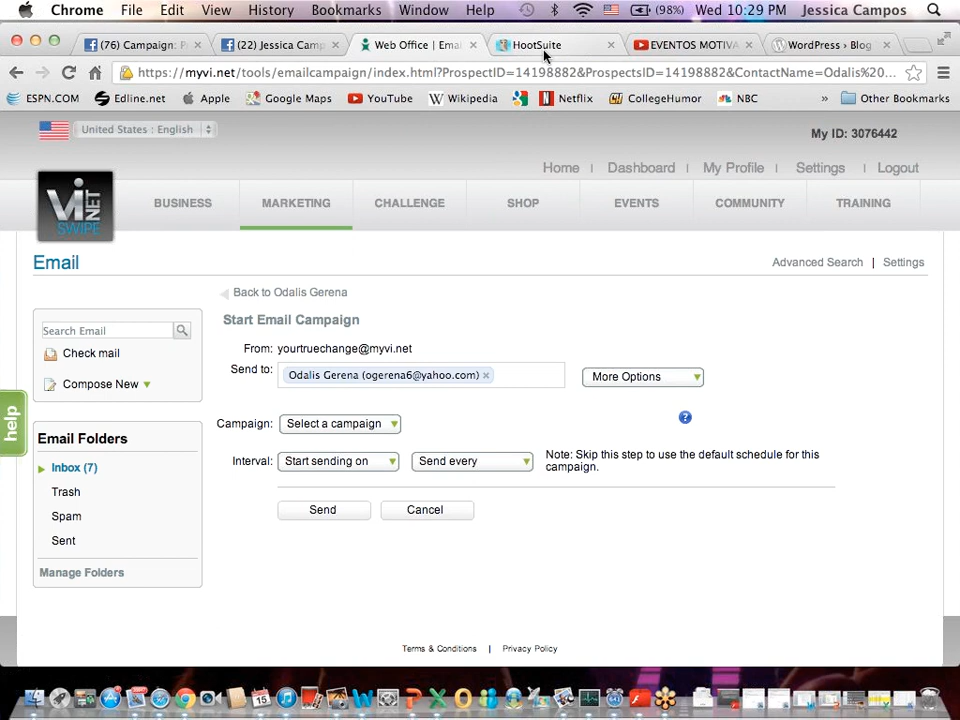 Chrome File Edit View History Bookmarks Window Help (98%) Wed 10:29 PM Jessica Campos
(76) Campaign: P
(22) Jessica Campos
Web Office | Emai
HootSuite
EVENTOS MOTIVA
WordPress › Blog
https://myvi.net/tools/emailcampaign/index.html?ProspectID=14198882&ProspectsID=14198882&ContactName=Odalis%20...
ESPN.COM Edline.net Apple Google Maps YouTube Wikipedia Netflix CollegeHumor NBC » Other Bookmarks
United States : English
My ID: 3076442
Home | Dashboard | My Profile | Settings | Logout
Vi NET
SWIPE
BUSINESS MARKETING CHALLENGE SHOP EVENTS COMMUNITY TRAINING
Email
Advanced Search | Settings
Back to Odalis Gerena
Start Email Campaign
Search Email
Check mail
Compose New
From: yourtruechange@myvi.net
Send to: Odalis Gerena (ogerena6@yahoo.com) × More Options
Campaign: Select a campaign ?
Interval: Start sending on Send every
Note: Skip this step to use the default schedule for this
campaign.
Send Cancel
help
Email Folders
Inbox (7)
Trash
Spam
Sent
Manage Folders
Terms & Conditions | Privacy Policy